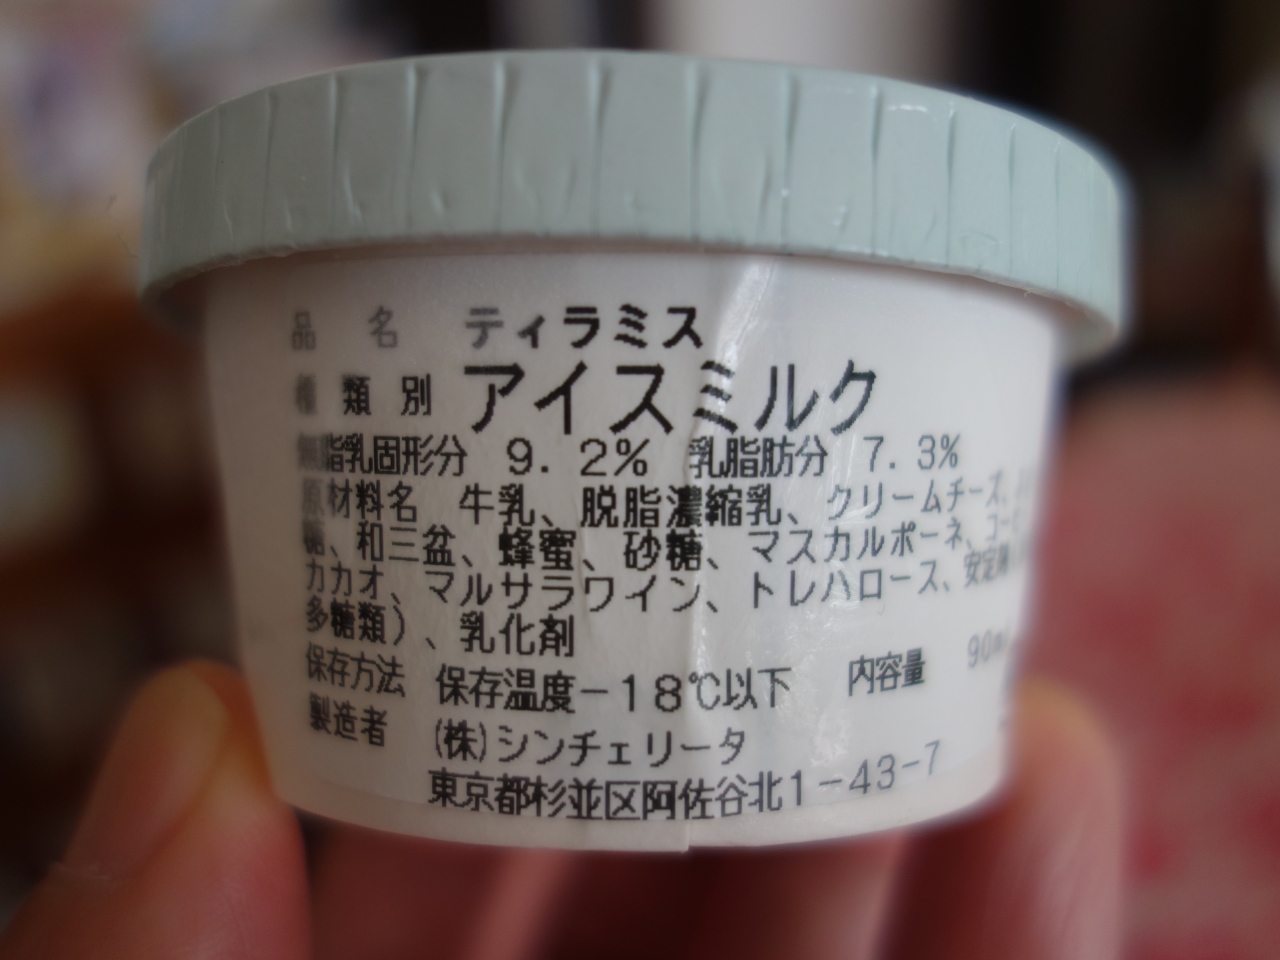 品 名 ティラミス
種 類 別 アイスミルク
無脂乳固形分 9.2% 乳脂肪分 7.3%
原材料名 牛乳、脱脂濃縮乳、クリームチーズ、
糖、和三盆、蜂蜜、砂糖、マスカルポーネ、コー
カカオ、マルサラワイン、トレハロース、安定剤
多糖類)、乳化剤
保存方法 保存温度-18℃以下 内容量 90ml
製造者 (株)シンチェリータ
東京都杉並区阿佐谷北1-43-7